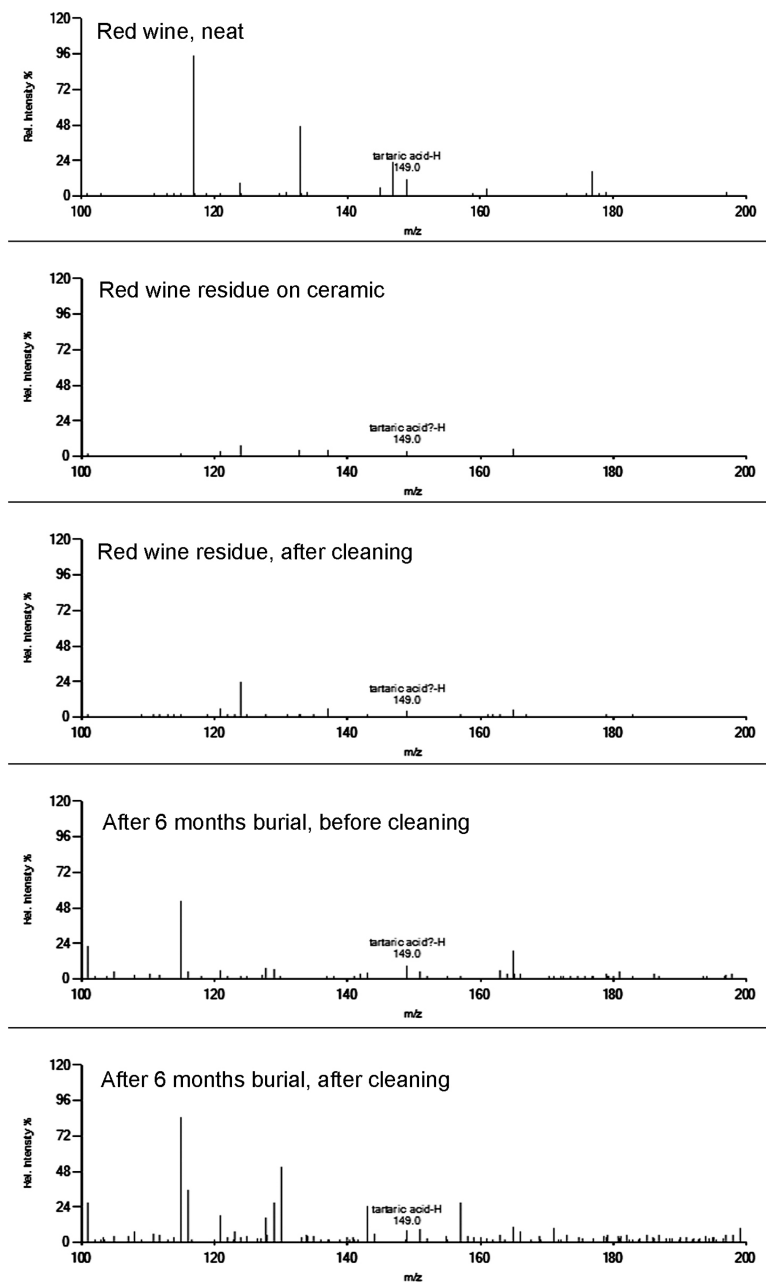 Red wine, neat
120
96
72
48
24
0
Rel. Intensity %
tartaric acid-H
149.0
100 120 140 160 180 200
m/z
Red wine residue on ceramic
120
96
72
48
24
0
Rel. Intensity %
tartaric acid?-H
149.0
100 120 140 160 180 200
m/z
Red wine residue, after cleaning
120
96
72
48
24
0
Rel. Intensity %
tartaric acid?-H
149.0
100 120 140 160 180 200
m/z
After 6 months burial, before cleaning
120
96
72
48
24
0
Rel. Intensity %
tartaric acid?-H
149.0
100 120 140 160 180 200
m/z
After 6 months burial, after cleaning
120
96
72
48
24
0
Rel. Intensity %
tartaric acid-H
149.0
100 120 140 160 180 200
m/z